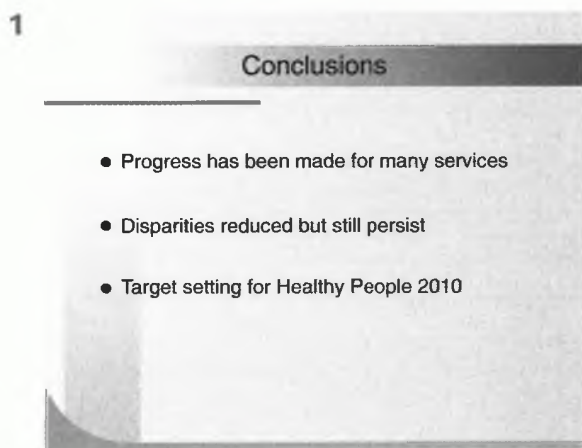 1
Conclusions
● Progress has been made for many services
● Disparities reduced but still persist
● Target setting for Healthy People 2010